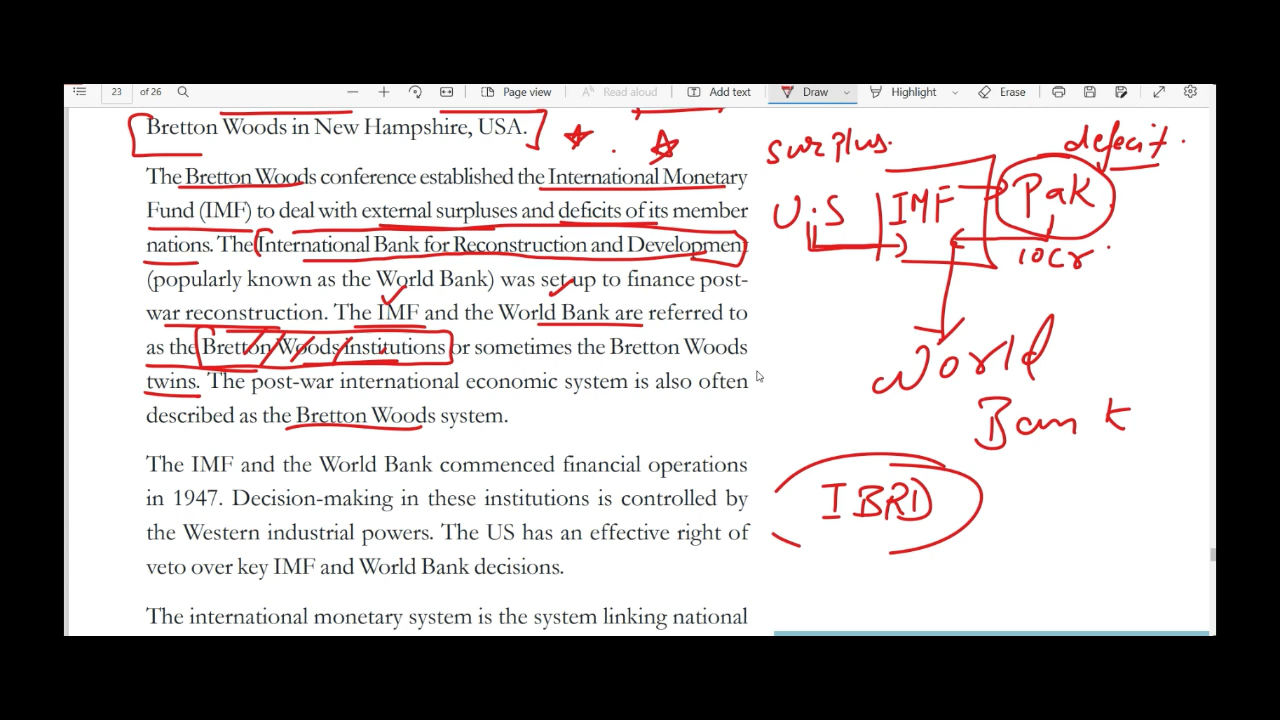 23 of 26 Page view Read aloud Add text Draw Highlight Erase
Bretton Woods in New Hampshire, USA.
The Bretton Woods conference established the International Monetary
Fund (IMF) to deal with external surpluses and deficits of its member
nations. The International Bank for Reconstruction and Development
(popularly known as the World Bank) was set up to finance post-
war reconstruction. The IMF and the World Bank are referred to
as the Bretton Woods institutions or sometimes the Bretton Woods
twins. The post-war international economic system is also often
described as the Bretton Woods system.
The IMF and the World Bank commenced financial operations
in 1947. Decision-making in these institutions is controlled by
the Western industrial powers. The US has an effective right of
veto over key IMF and World Bank decisions.
The international monetary system is the system linking national
surplus.
defecit.
U.S IMF Pak
10Cr.
World
Bank
IBRD